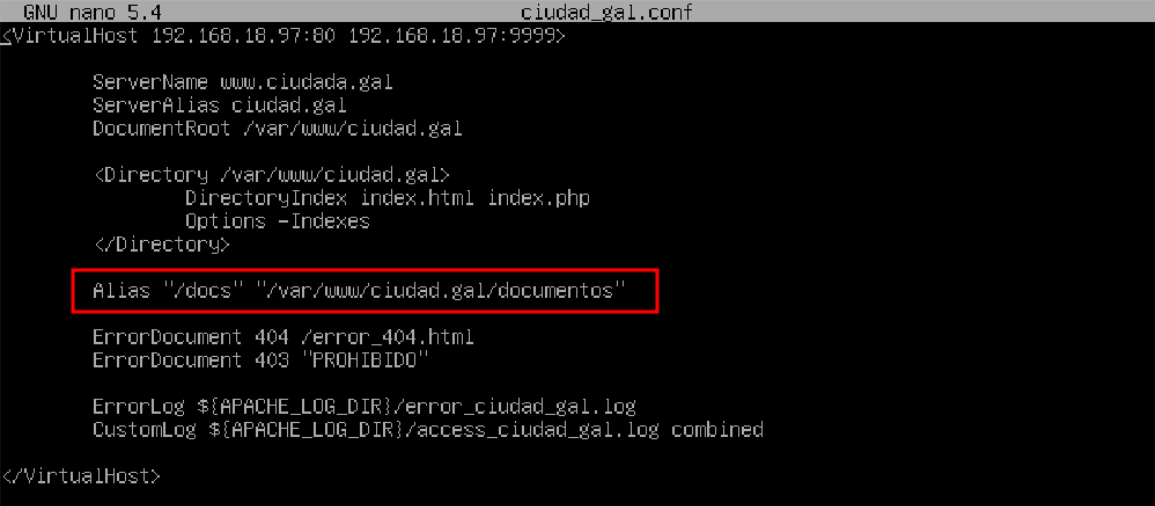 GNU nano 5.4 ciudad_gal.conf
<VirtualHost 192.168.18.97:80 192.168.18.97:9999>
ServerName www.ciudada.gal
ServerAlias ciudad.gal
DocumentRoot /var/www/ciudad.gal
<Directory /var/www/ciudad.gal>
DirectoryIndex index.html index.php
Options -Indexes
</Directory>
Alias "/docs" "/var/www/ciudad.gal/documentos"
ErrorDocument 404 /error_404.html
ErrorDocument 403 "PROHIBIDO"
ErrorLog ${APACHE_LOG_DIR}/error_ciudad_gal.log
CustomLog ${APACHE_LOG_DIR}/access_ciudad_gal.log combined
</VirtualHost>